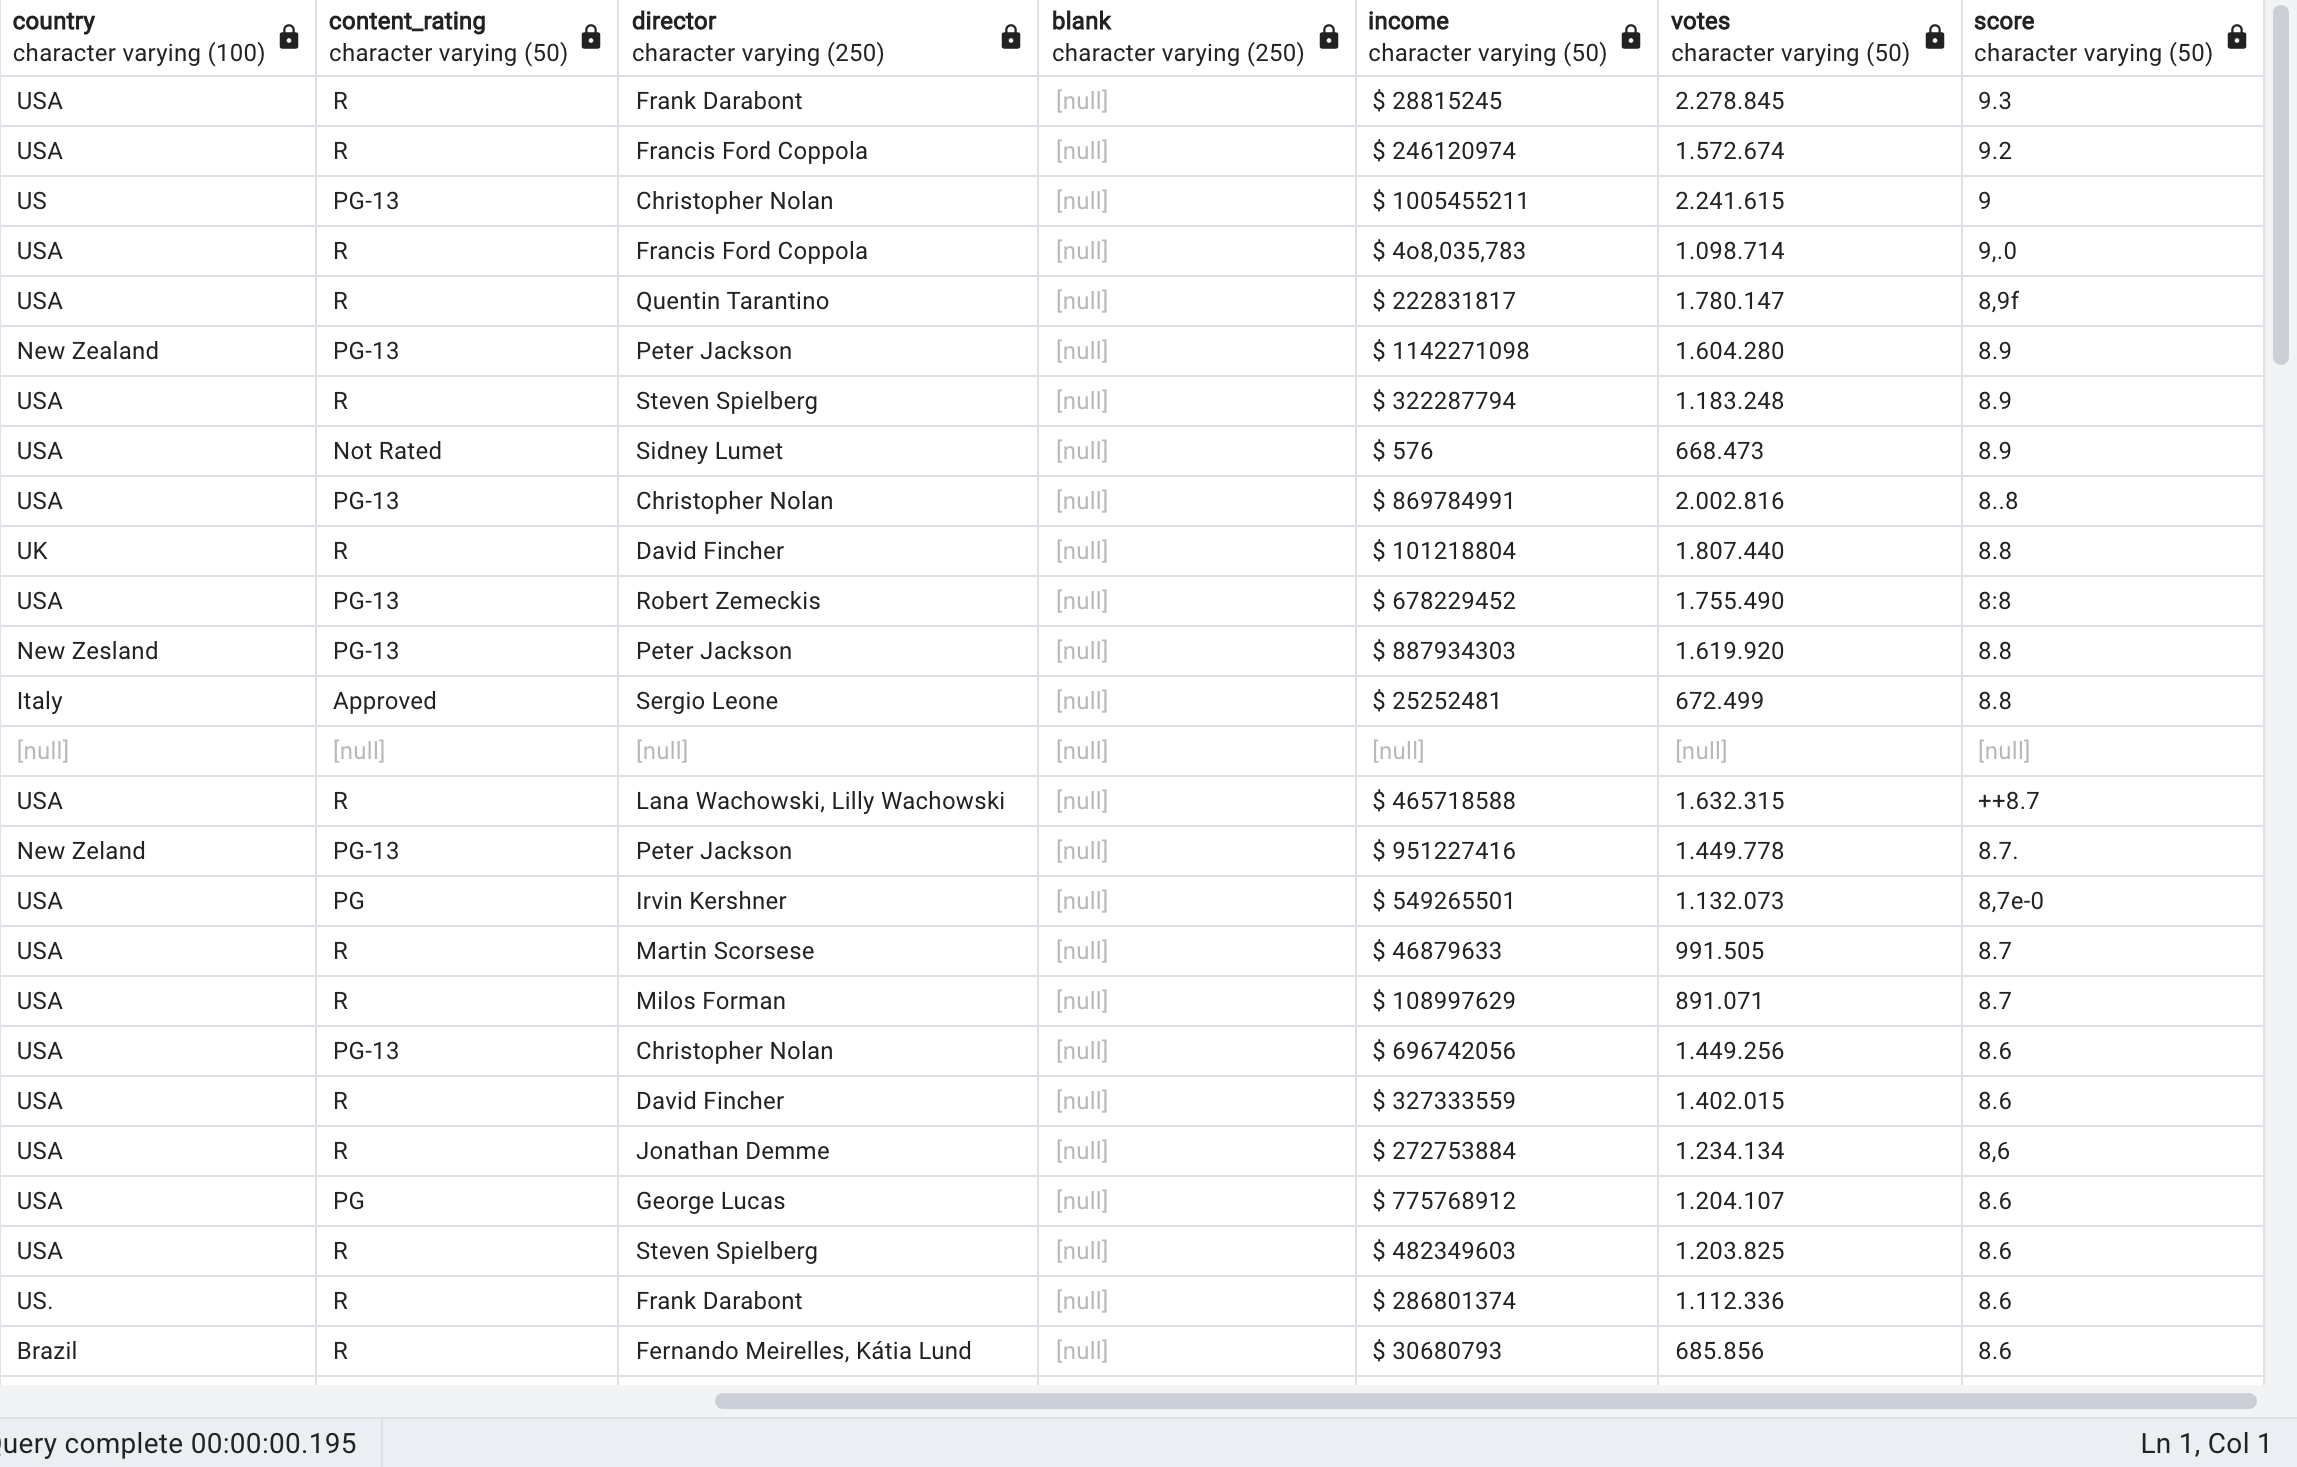 country content_rating director blank income votes score
character varying (100) character varying (50) character varying (250) character varying (250) character varying (50) character varying (50) character varying (50)
USA R Frank Darabont [null] $ 28815245 2.278.845 9.3
USA R Francis Ford Coppola [null] $ 246120974 1.572.674 9.2
US PG-13 Christopher Nolan [null] $ 1005455211 2.241.615 9
USA R Francis Ford Coppola [null] $ 4o8,035,783 1.098.714 9,.0
USA R Quentin Tarantino [null] $ 222831817 1.780.147 8,9f
New Zealand PG-13 Peter Jackson [null] $ 1142271098 1.604.280 8.9
USA R Steven Spielberg [null] $ 322287794 1.183.248 8.9
USA Not Rated Sidney Lumet [null] $ 576 668.473 8.9
USA PG-13 Christopher Nolan [null] $ 869784991 2.002.816 8..8
UK R David Fincher [null] $ 101218804 1.807.440 8.8
USA PG-13 Robert Zemeckis [null] $ 678229452 1.755.490 8:8
New Zesland PG-13 Peter Jackson [null] $ 887934303 1.619.920 8.8
Italy Approved Sergio Leone [null] $ 25252481 672.499 8.8
[null] [null] [null] [null] [null] [null] [null]
USA R Lana Wachowski, Lilly Wachowski [null] $ 465718588 1.632.315 ++8.7
New Zeland PG-13 Peter Jackson [null] $ 951227416 1.449.778 8.7.
USA PG Irvin Kershner [null] $ 549265501 1.132.073 8,7e-0
USA R Martin Scorsese [null] $ 46879633 991.505 8.7
USA R Milos Forman [null] $ 108997629 891.071 8.7
USA PG-13 Christopher Nolan [null] $ 696742056 1.449.256 8.6
USA R David Fincher [null] $ 327333559 1.402.015 8.6
USA R Jonathan Demme [null] $ 272753884 1.234.134 8,6
USA PG George Lucas [null] $ 775768912 1.204.107 8.6
USA R Steven Spielberg [null] $ 482349603 1.203.825 8.6
US. R Frank Darabont [null] $ 286801374 1.112.336 8.6
Brazil R Fernando Meirelles, Kátia Lund [null] $ 30680793 685.856 8.6
uery complete 00:00:00.195 Ln 1, Col 1